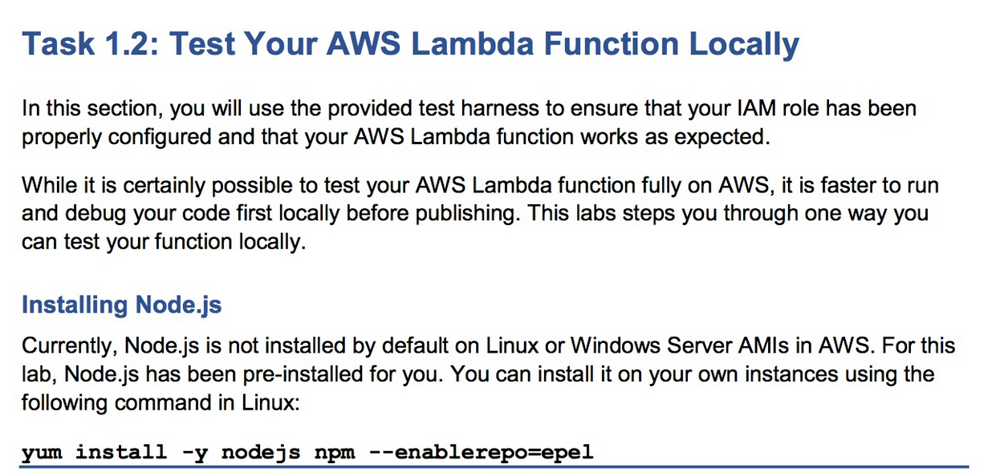 Task 1.2: Test Your AWS Lambda Function Locally
In this section, you will use the provided test harness to ensure that your IAM role has been
properly configured and that your AWS Lambda function works as expected.
While it is certainly possible to test your AWS Lambda function fully on AWS, it is faster to run
and debug your code first locally before publishing. This labs steps you through one way you
can test your function locally.
Installing Node.js
Currently, Node.js is not installed by default on Linux or Windows Server AMIs in AWS. For this
lab, Node.js has been pre-installed for you. You can install it on your own instances using the
following command in Linux:
yum install -y nodejs npm --enablerepo=epel